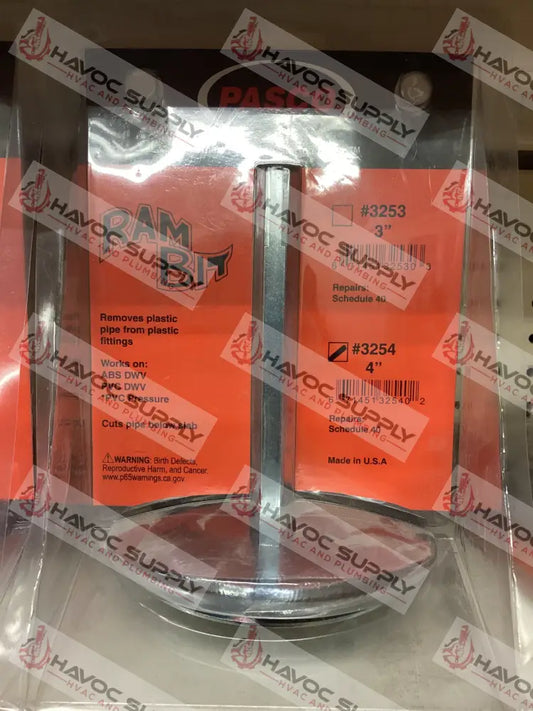 PASCO
RAM
BIT
Removes plastic
pipe from plastic
fittings
Works on:
ABS DWV
PVC DWV
*PVC Pressure
Cuts pipe below slab
WARNING: Birth Defects,
Reproductive Harm, and Cancer.
www.p65warnings.ca.gov
#3253
3"
Repairs:
Schedule 40
#3254
4"
Repairs:
Schedule 40
Made in U.S.A
HAVOC SUPPLY
HVAC AND PLUMBING